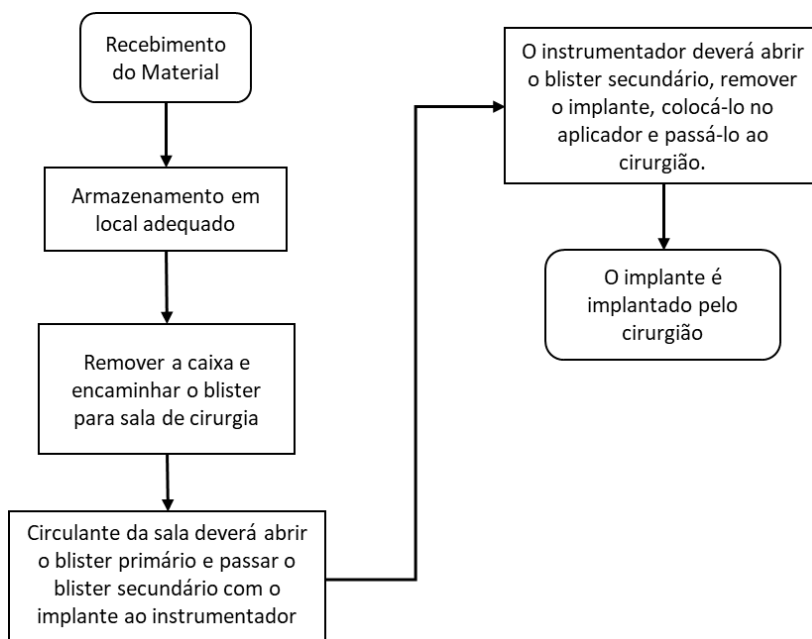 Recebimento
do Material
Armazenamento em
local adequado
Remover a caixa e
encaminhar o blister
para sala de cirurgia
Circulante da sala deverá abrir
o blister primário e passar o
blister secundário com o
implante ao instrumentador
O instrumentador deverá abrir
o blister secundário, remover
o implante, colocá-lo no
aplicador e passá-lo ao
cirurgião.
O implante é
implantado pelo
cirurgião